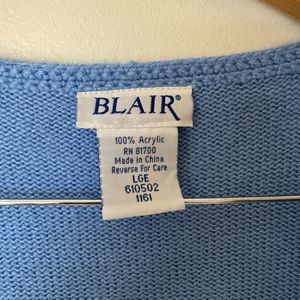 BLAIR®
100% Acrylic
RN 81700
Made in China
Reverse For Care
LGE
610502
1161